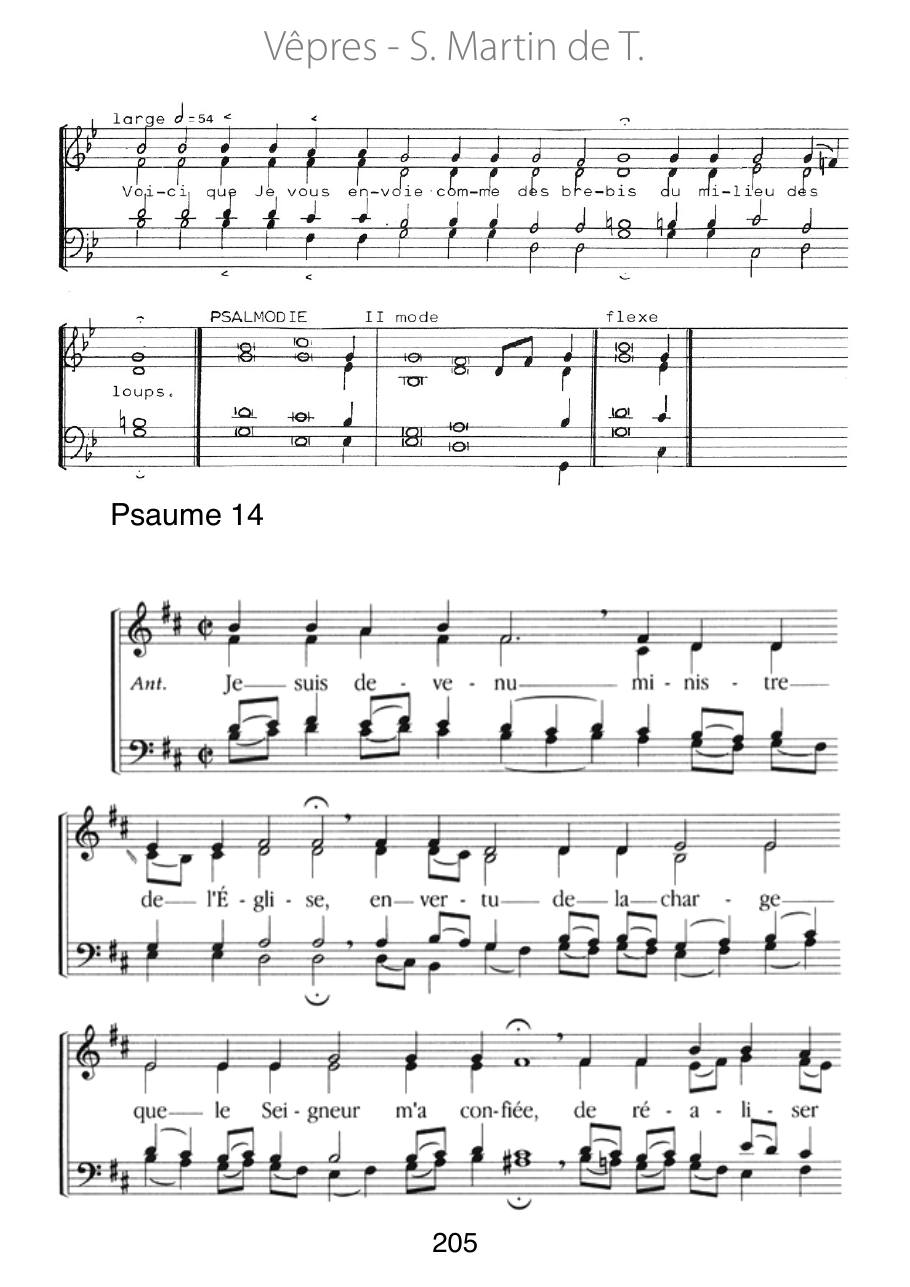 Vêpres - S. Martin de T.
large 𝅗𝅥=54
Voi-ci que Je vous en-voie com-me des bre-bis du mi-lieu des
PSALMODIE II mode flexe
loups.
Psaume 14
Ant. Je suis de - ve - nu mi - nis - tre
de l'É - gli - se, en ver - tu de la char - ge
que le Sei - gneur m'a con-fiée, de ré - a - li - ser
205